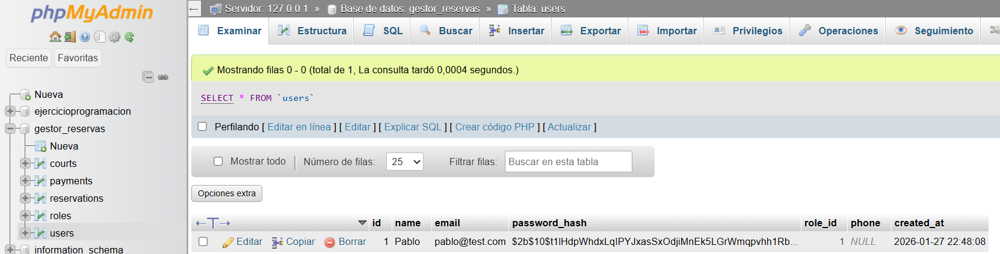 phpMyAdmin
Reciente Favoritas
Nueva
ejercicioprogramacion
gestor_reservas
Nueva
courts
payments
reservations
roles
users
information_schema
← Servidor: 127.0.0.1 » Base de datos: gestor_reservas » Tabla: users
Examinar Estructura SQL Buscar Insertar Exportar Importar Privilegios Operaciones Seguimiento
Mostrando filas 0 - 0 (total de 1, La consulta tardó 0,0004 segundos.)
SELECT * FROM `users`
Perfilando [ Editar en línea ] [ Editar ] [ Explicar SQL ] [ Crear código PHP ] [ Actualizar ]
Mostrar todo | Número de filas: 25 Filtrar filas: Buscar en esta tabla
Opciones extra
←T→ id name email password_hash role_id phone created_at
Editar Copiar Borrar 1 Pablo pablo@test.com $2b$10$t1lHdpWhdxLqIPYJxasSxOdjiMnEk5LGrWmqpvhh1Rb... 1 NULL 2026-01-27 22:48:08